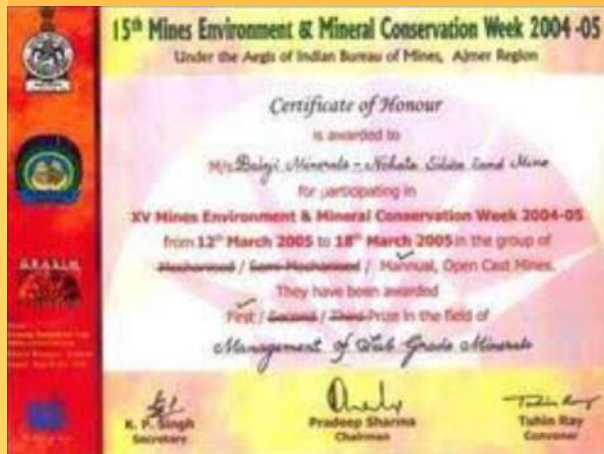 15th Mines Environment & Mineral Conservation Week 2004-05
Under the Aegis of Indian Bureau of Mines, Ajmer Region
Certificate of Honour
is awarded to
M/s Balaji Minerals - Nohata Silica Sand Mine
for participating in
XV Mines Environment & Mineral Conservation Week 2004-05
from 12th March 2005 to 18th March 2005 in the group of
Mechanised / Semi Mechanised / Mannual, Open Cast Mines.
They have been awarded
First / Second / Third Prize in the field of
Management of Sub Grade Minerals
GRASIM
K. P. Singh
Secretary
Pradeep Sharma
Chairman
Tuhin Ray
Tuhin Ray
Convener